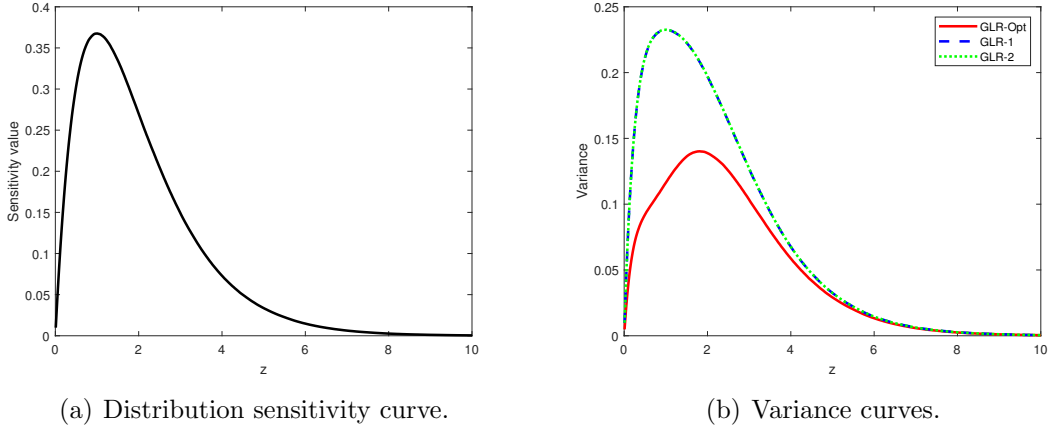 0.4
0.35
0.3
0.25
0.2
0.15
0.1
0.05
0
Sensitivity value
0 2 4 6 8 10
z
(a) Distribution sensitivity curve.
0.25
0.2
0.15
0.1
0.05
0
Variance
GLR-Opt
GLR-1
GLR-2
0 2 4 6 8 10
z
(b) Variance curves.